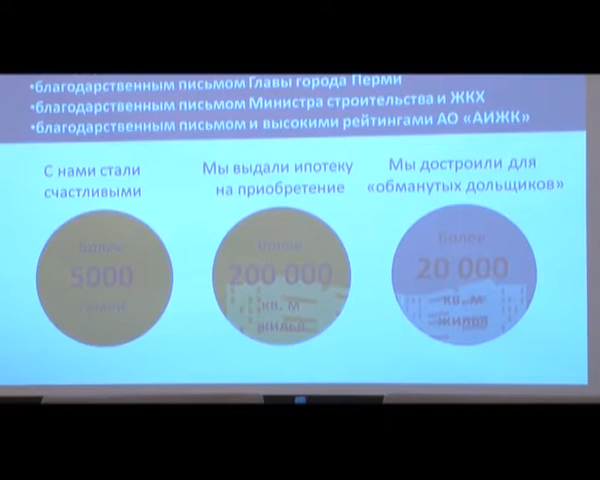 •благодарственным письмом Главы города Перми
•благодарственным письмом Министра строительства и ЖКХ
•благодарственным письмом и высокими рейтингами АО «АИЖК»
С нами стали
счастливыми
Более
5000
Мы выдали ипотеку
на приобретение
более
200 000
кв. м
жилья
Мы достроили для
«обманутых дольщиков»
Более
20 000
кв. м
жилья